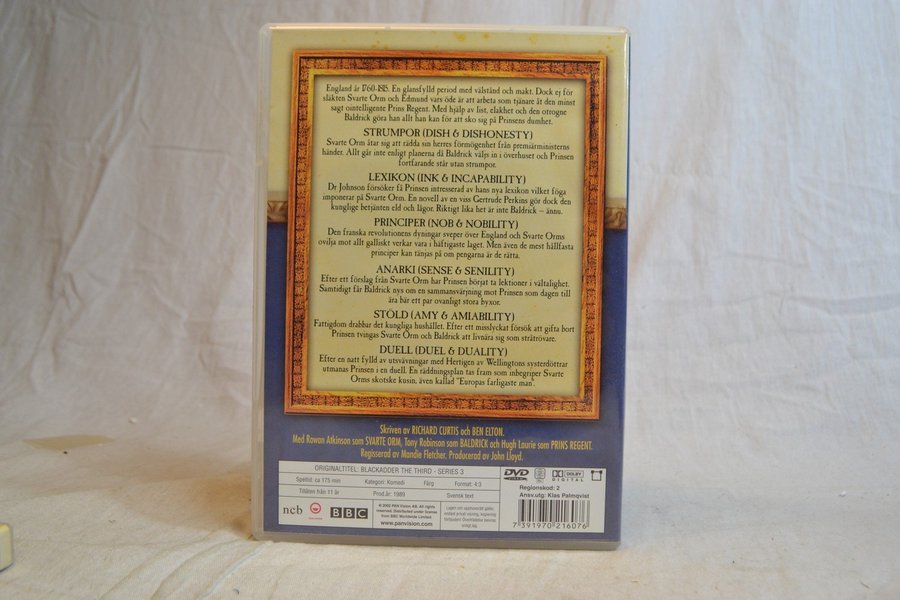 England år 1760-1815. En glansfylld period med välstånd och makt. Dock ej för
släkten Svarte Orm och Edmund vars öde är att arbeta som tjänare åt den minst
sagt ointelligente Prins Regent. Med hjälp av list, elakhet och den otrogne
Baldrick göra han allt han kan för att sko sig på Prinsens dumhet.
STRUMPOR (DISH & DISHONESTY)
Svarte Orm åtar sig att rädda sin herres förmögenhet från premiärministerns
händer. Allt går inte enligt planerna då Baldrick väljs in i överhuset och Prinsen
fortfarande står utan strumpor.
LEXIKON (INK & INCAPABILITY)
Dr Johnson försöker få Prinsen intresserad av hans nya lexikon vilket föga
imponerar på Svarte Orm. En novell av en viss Gertrude Perkins gör dock den
kunglige betjänten eld och lågor. Riktigt lika het är inte Baldrick – ännu.
PRINCIPER (NOB & NOBILITY)
Den franska revolutionens dyningar sveper över England och Svarte Orms
ovilja mot allt galliskt verkar vara i häftigaste laget. Men även de mest hållfasta
principer kan tänjas på om pengarna är de rätta.
ANARKI (SENSE & SENILITY)
Efter ett förslag från Svarte Orm har Prinsen börjat ta lektioner i vältalighet.
Samtidigt får Baldrick nys om en sammansvärjning mot Prinsen som dagen till
ära bär ett par ovanligt stora byxor.
STÖLD (AMY & AMIABILITY)
Fattigdom drabbar det kungliga hushållet. Efter ett misslyckat försök att gifta bort
Prinsen tvingas Svarte Orm och Baldrick att livnära sig som stråtrövare.
DUELL (DUEL & DUALITY)
Efter en natt fylld av utsvävningar med Hertigen av Wellingtons systerdöttrar
utmanas Prinsen i en duell. En räddningsplan tas fram som inbegriper Svarte
Orms skotske kusin, även kallad "Europas farligaste man".
Skriven av RICHARD CURTIS och BEN ELTON.
Med Rowan Atkinson som SVARTE ORM, Tony Robinson som BALDRICK och Hugh Laurie som PRINS REGENT.
Regisserad av Mandie Fletcher. Producerad av John Lloyd.
ORIGINALTITEL: BLACKADDER THE THIRD - SERIES 3
Speltid: ca 175 min Kategori: Komedi Färg Format: 4:3
Tillåten från 11 år Prod.år: 1989 Svensk text
ncb BBC
© 2002 PAN Vision AB. All rights
reserved. Distributed under license
from BBC Worldwide Limited
www.panvision.com
DVD
DOLBY
DIGITAL
Regionskod: 2
Ansv.utg: Klas Palmqvist
7 391970 216076